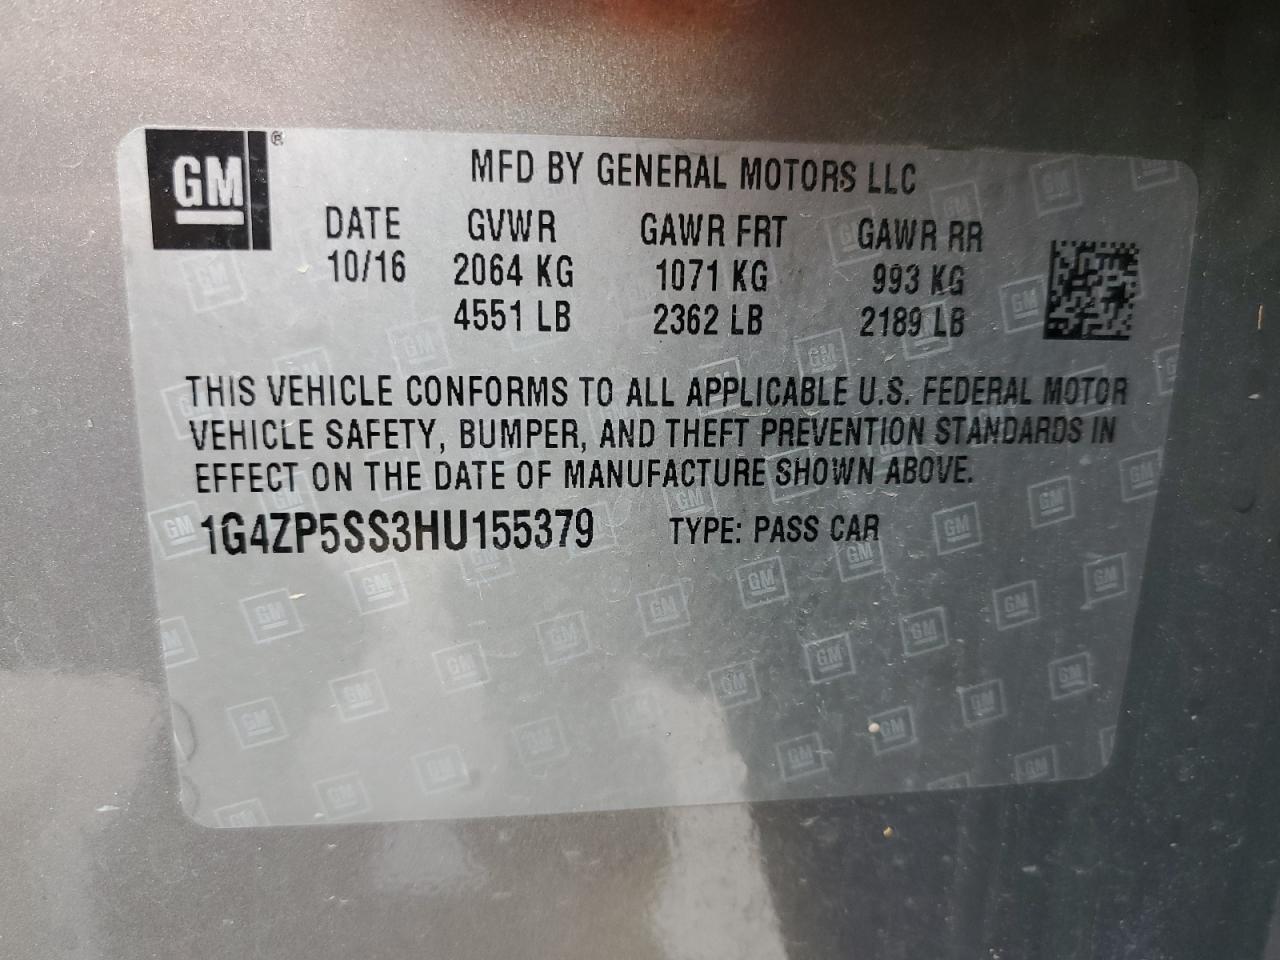 GM®
MFD BY GENERAL MOTORS LLC
DATE GVWR GAWR FRT GAWR RR
10/16 2064 KG 1071 KG 993 KG
4551 LB 2362 LB 2189 LB
THIS VEHICLE CONFORMS TO ALL APPLICABLE U.S. FEDERAL MOTOR
VEHICLE SAFETY, BUMPER, AND THEFT PREVENTION STANDARDS IN
EFFECT ON THE DATE OF MANUFACTURE SHOWN ABOVE.
1G4ZP5SS3HU155379 TYPE: PASS CAR